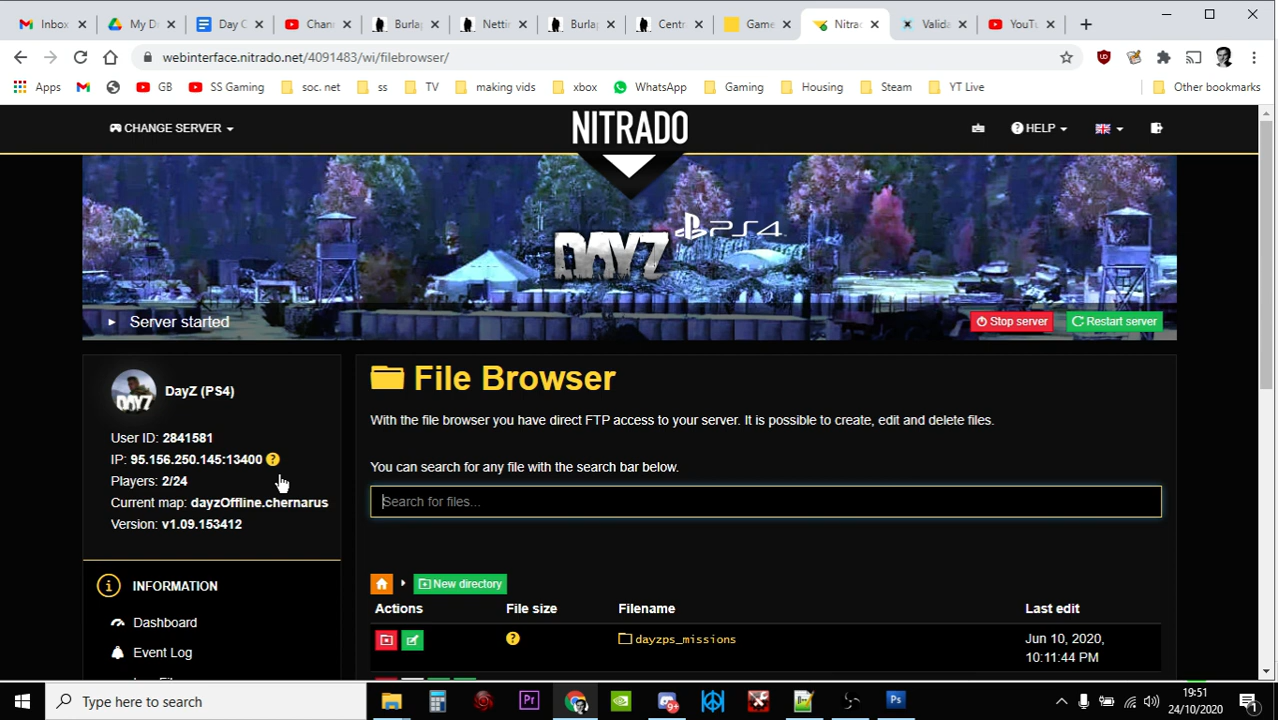 Inbox
My D
Day C
Chann
Burlap
Nettin
Burlap
Centr
Game
Nitrad
Valida
YouTu
webinterface.nitrado.net/4091483/wi/filebrowser/
Apps
GB
SS Gaming
soc. net
ss
TV
making vids
xbox
WhatsApp
Gaming
Housing
Steam
YT Live
Other bookmarks
CHANGE SERVER
NITRADO
HELP
DAYZ PS4
Server started
Stop server
Restart server
DayZ (PS4)
User ID: 2841581
IP: 95.156.250.145:13400 ?
Players: 2/24
Current map: dayzOffline.chernarus
Version: v1.09.153412
INFORMATION
Dashboard
Event Log
File Browser
With the file browser you have direct FTP access to your server. It is possible to create, edit and delete files.
You can search for any file with the search bar below.
Search for files...
New directory
Actions File size Filename Last edit
? dayzps_missions Jun 10, 2020,
10:11:44 PM
Type here to search
19:51
24/10/2020